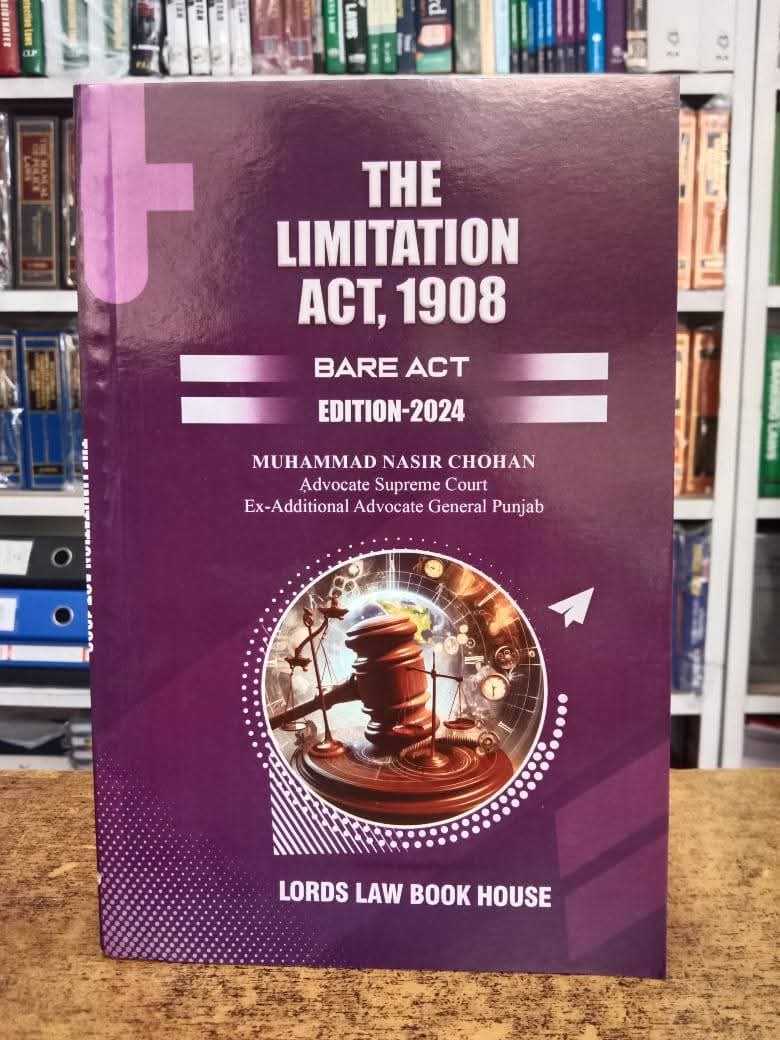 THE
LIMITATION
ACT, 1908
BARE ACT
EDITION-2024
MUHAMMAD NASIR CHOHAN
Advocate Supreme Court
Ex-Additional Advocate General Punjab
LORDS LAW BOOK HOUSE